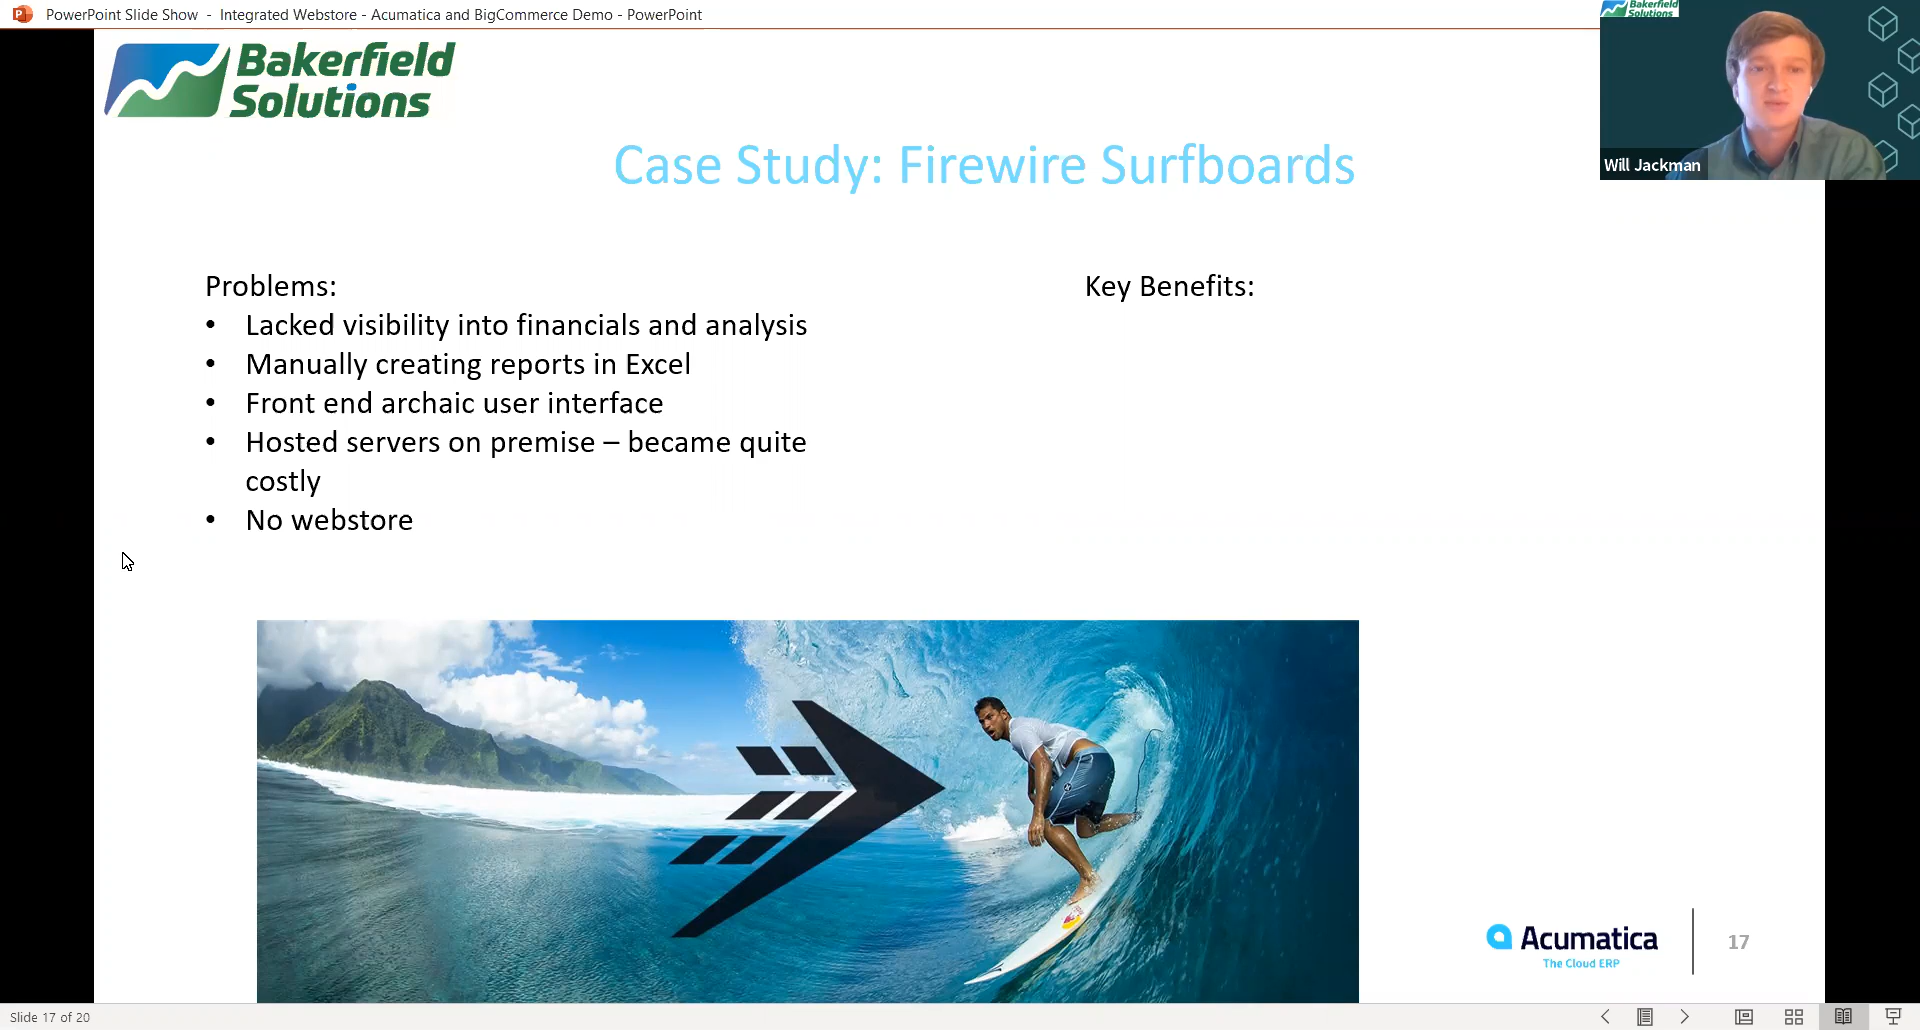 PowerPoint Slide Show - Integrated Webstore - Acumatica and BigCommerce Demo - PowerPoint
Bakerfield
Solutions
Bakerfield
Solutions
Will Jackman
Case Study: Firewire Surfboards
Problems:
• Lacked visibility into financials and analysis
• Manually creating reports in Excel
• Front end archaic user interface
• Hosted servers on premise – became quite
costly
• No webstore
Key Benefits:
Acumatica
The Cloud ERP
17
Slide 17 of 20